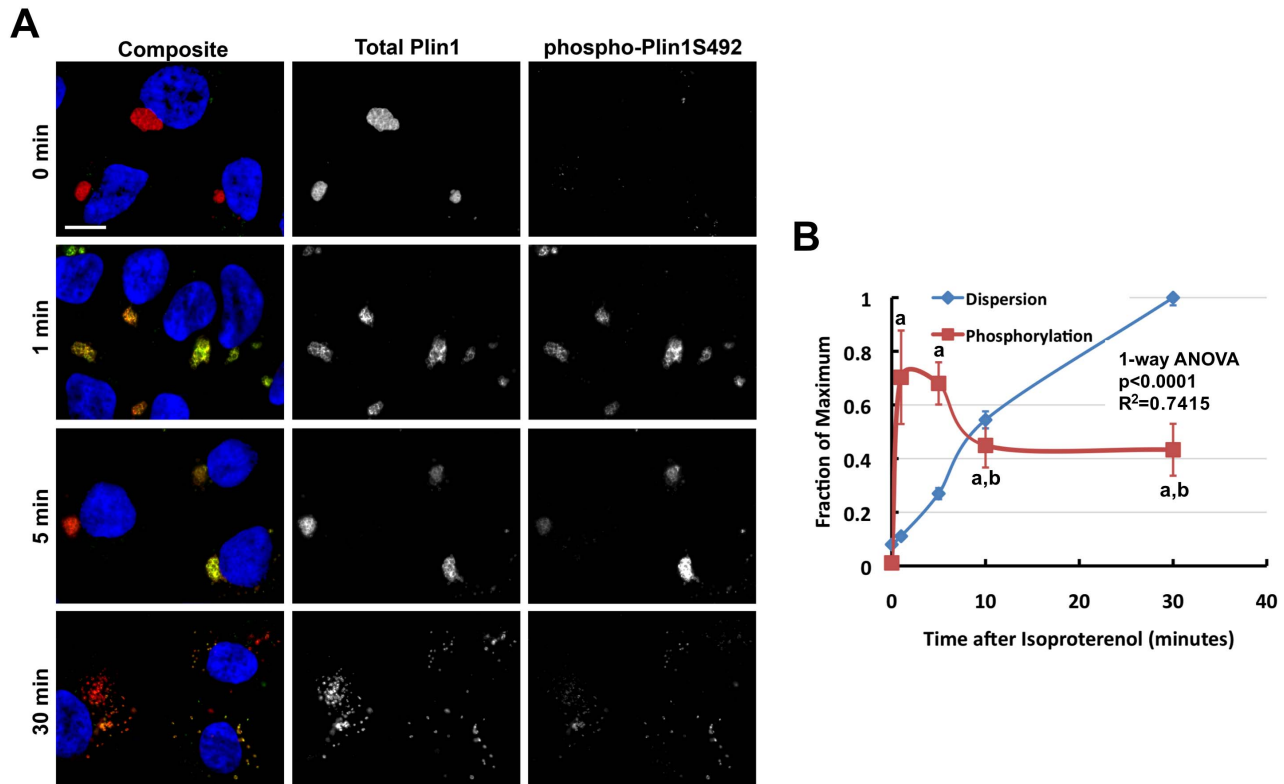 A
Composite
Total Plin1
phospho-Plin1S492
0 min
1 min
5 min
30 min
B
Dispersion
Phosphorylation
1-way ANOVA
p<0.0001
R²=0.7415
a
a
a,b
a,b
1
0.8
0.6
0.4
0.2
0
Fraction of Maximum
0 10 20 30 40
Time after Isoproterenol (minutes)